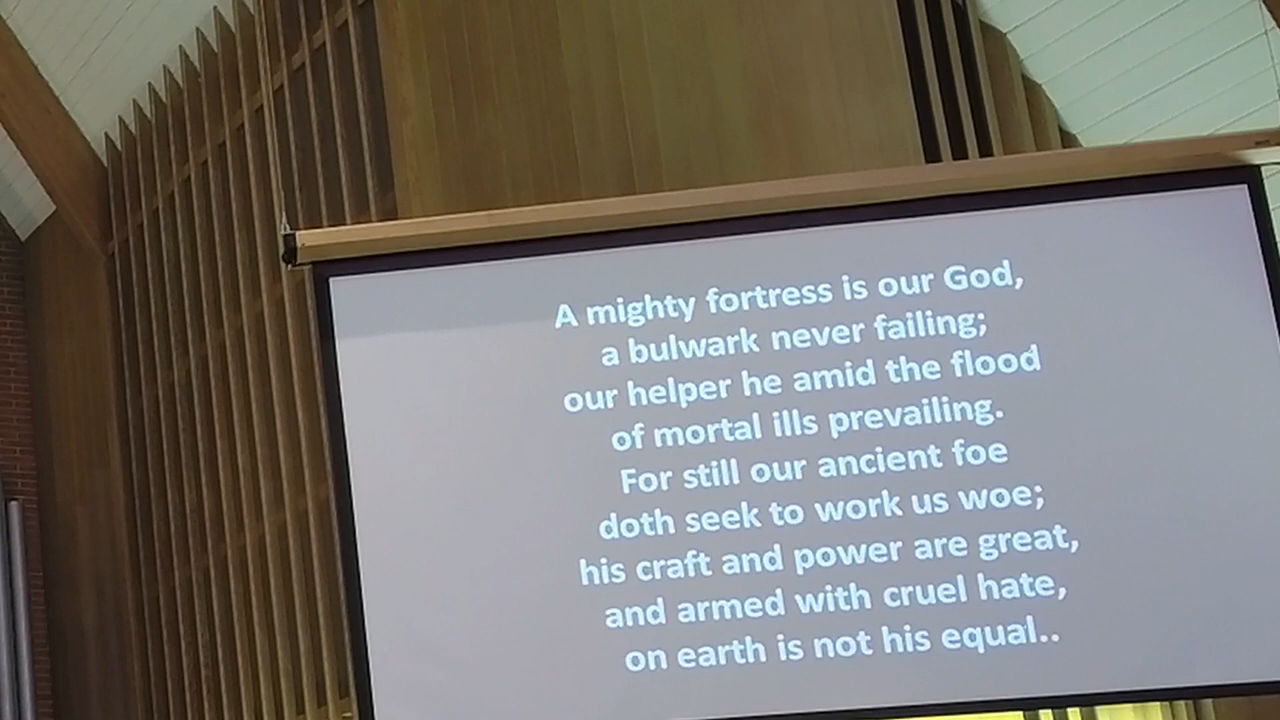 A mighty fortress is our God,
a bulwark never failing;
our helper he amid the flood
of mortal ills prevailing.
For still our ancient foe
doth seek to work us woe;
his craft and power are great,
and armed with cruel hate,
on earth is not his equal..